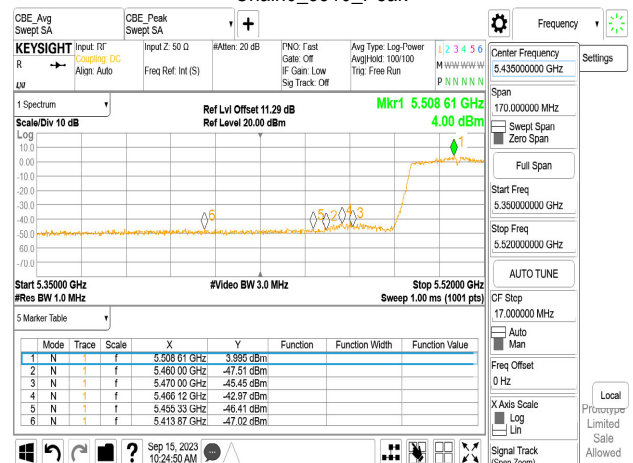 CBE_Avg
Swept SA
CBE_Peak
Swept SA
Frequency
KEYSIGHT
R
Input: RF
Coupling: DC
Align: Auto
Input Z: 50 Ω
Freq Ref: Int (S)
#Atten: 20 dB
PNO: Fast
Gate: Off
IF Gain: Low
Sig Track: Off
Avg Type: Log-Power
Avg|Hold: 100/100
Trig: Free Run
1 2 3 4 5 6
M W W W W W
P N N N N N
Center Frequency
5.435000000 GHz
Settings
Span
170.000000 MHz
Swept Span
Zero Span
Full Span
Start Freq
5.350000000 GHz
Stop Freq
5.520000000 GHz
AUTO TUNE
CF Step
17.000000 MHz
Auto
Man
Freq Offset
0 Hz
X Axis Scale
Log
Lin
Signal Track
Local
Prototype
Limited
Sale
Allowed
1 Spectrum
Scale/Div 10 dB
Log
Ref Lvl Offset 11.29 dB
Ref Level 20.00 dBm
Mkr1 5.508 61 GHz
4.00 dBm
10.0
0.00
-10.0
-20.0
-30.0
-40.0
-50.0
-60.0
-70.0
1
6
5
2
4
3
Start 5.35000 GHz
#Res BW 1.0 MHz
#Video BW 3.0 MHz
Stop 5.52000 GHz
Sweep 1.00 ms (1001 pts)
5 Marker Table
Mode Trace Scale X Y Function Function Width Function Value
1 N 1 f 5.508 61 GHz 3.995 dBm
2 N 1 f 5.460 00 GHz -47.51 dBm
3 N 1 f 5.470 00 GHz -45.45 dBm
4 N 1 f 5.466 12 GHz -42.97 dBm
5 N 1 f 5.455 33 GHz -46.41 dBm
6 N 1 f 5.413 87 GHz -47.02 dBm
Sep 15, 2023
10:24:50 AM